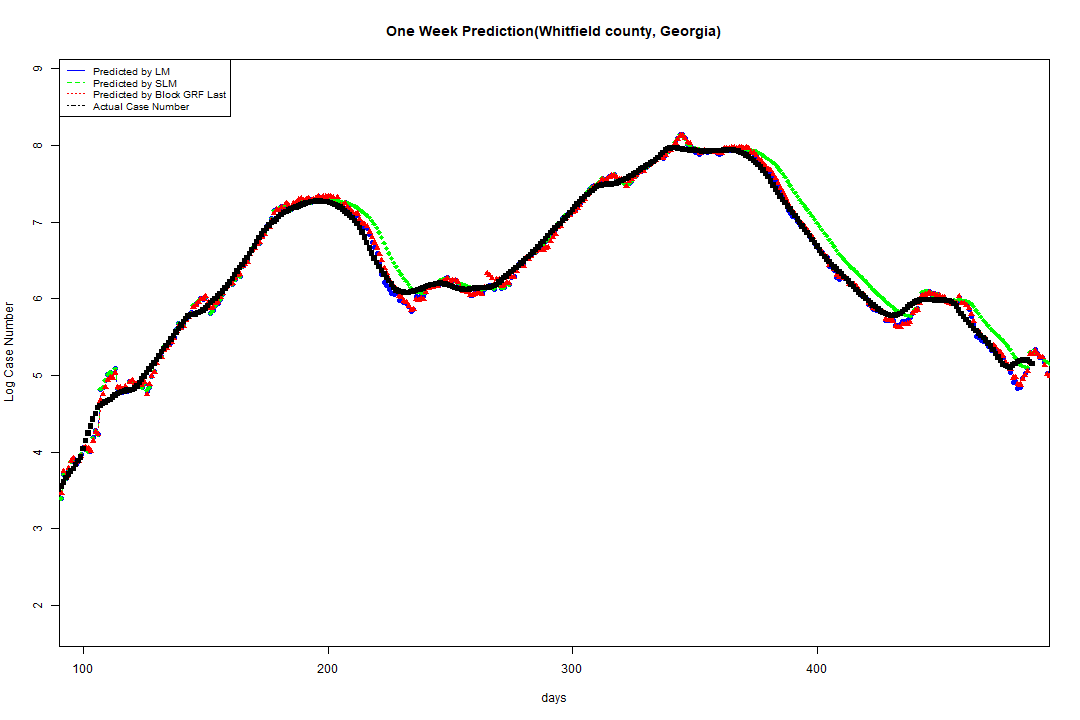 One Week Prediction(Whitfield county, Georgia)
Predicted by LM
Predicted by SLM
Predicted by Block GRF Last
Actual Case Number
9
8
7
6
5
4
3
2
Log Case Number
100 200 300 400
days